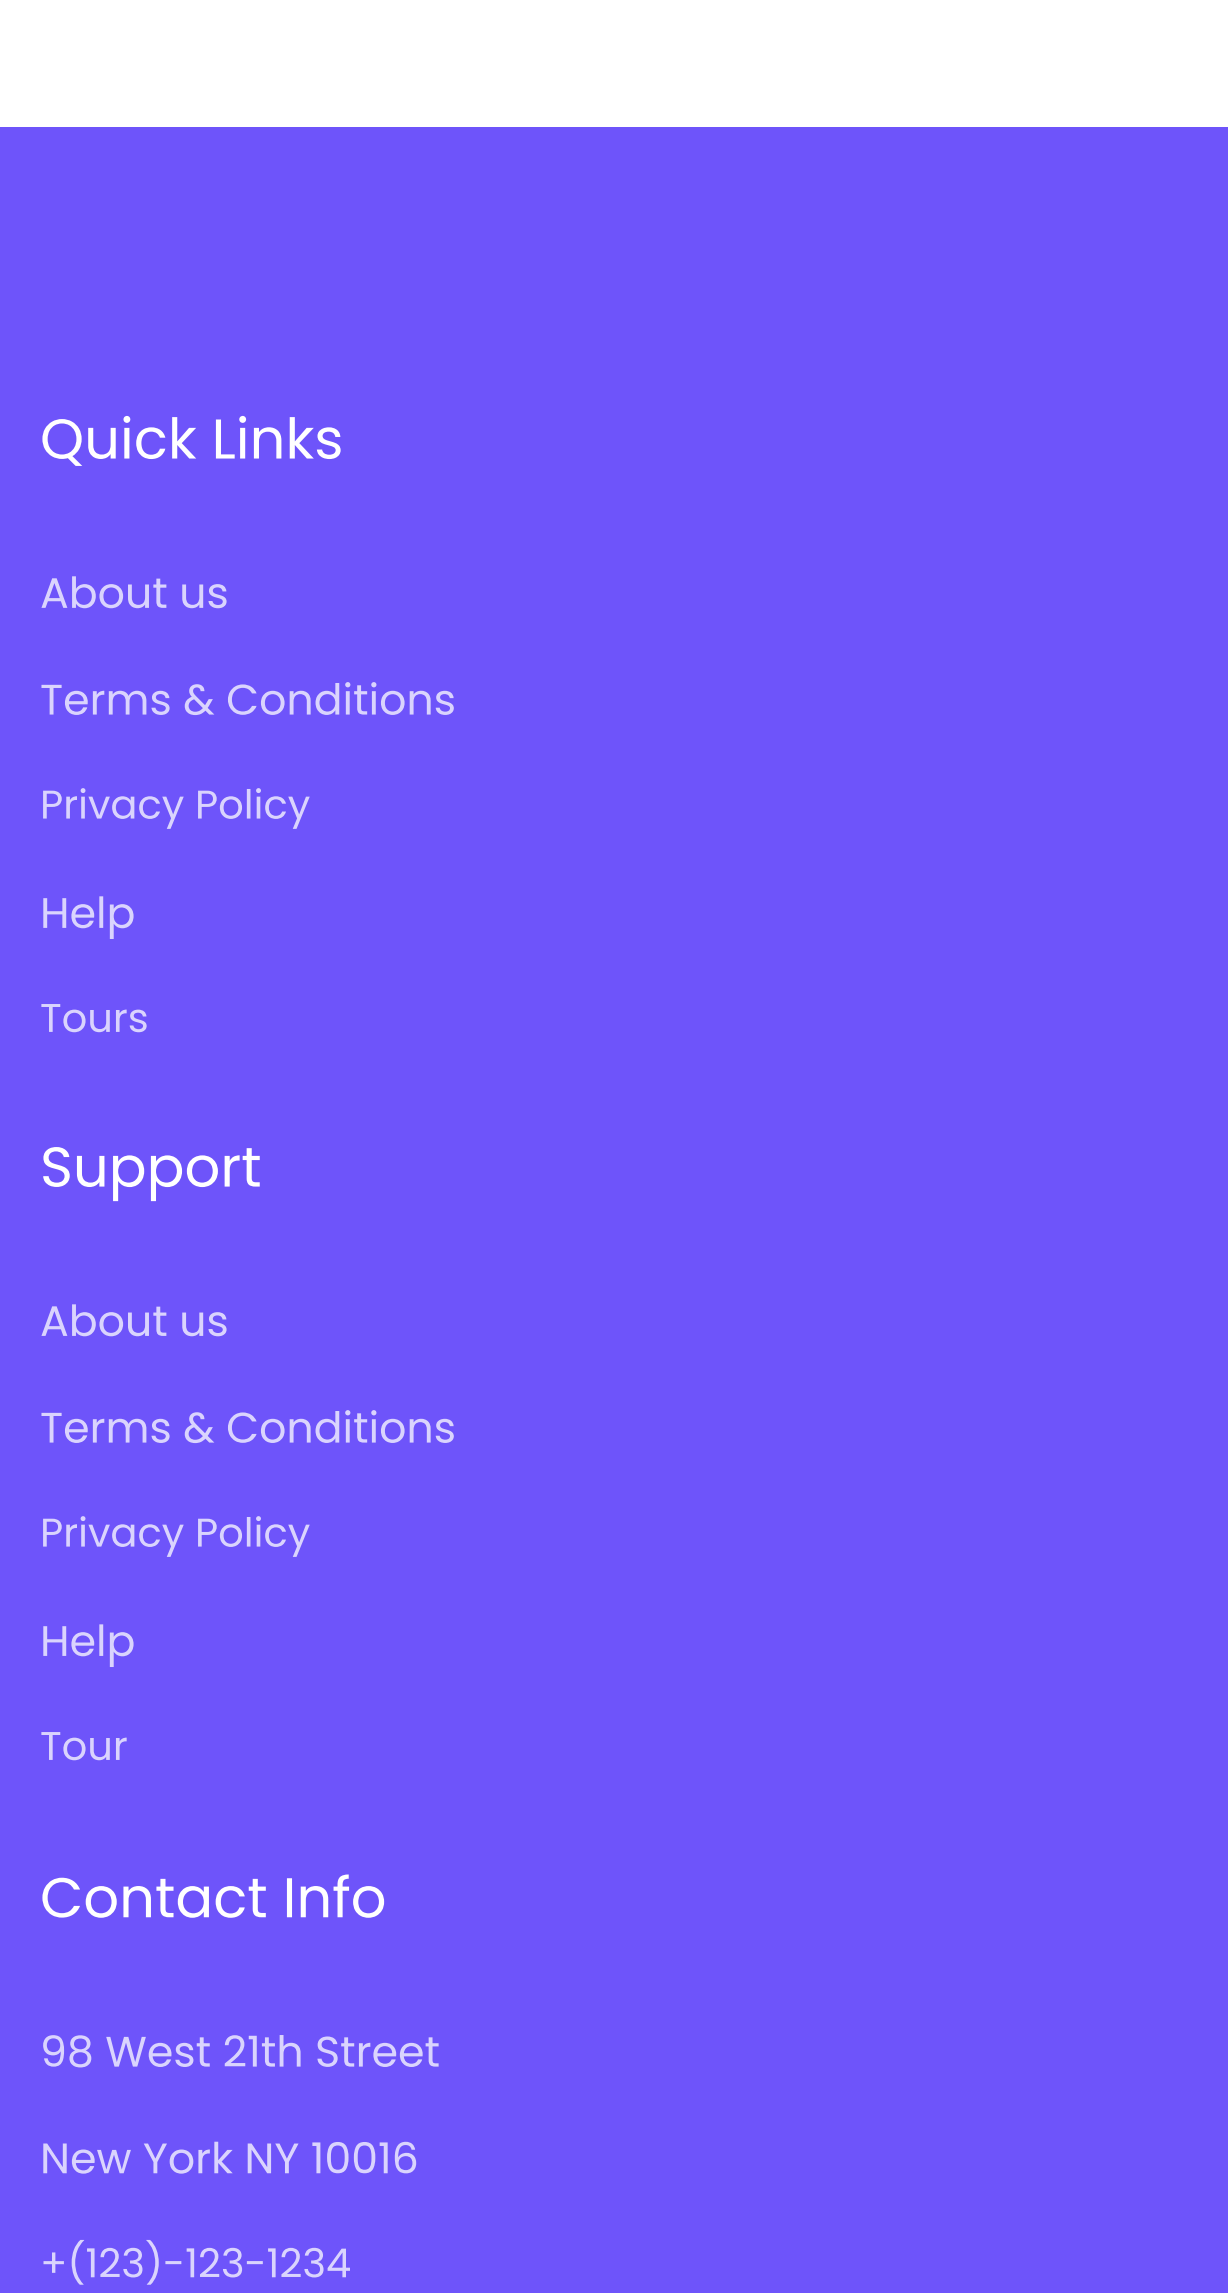 Quick Links
About us
Terms & Conditions
Privacy Policy
Help
Tours
Support
About us
Terms & Conditions
Privacy Policy
Help
Tour
Contact Info
98 West 21th Street
New York NY 10016
+(123)-123-1234